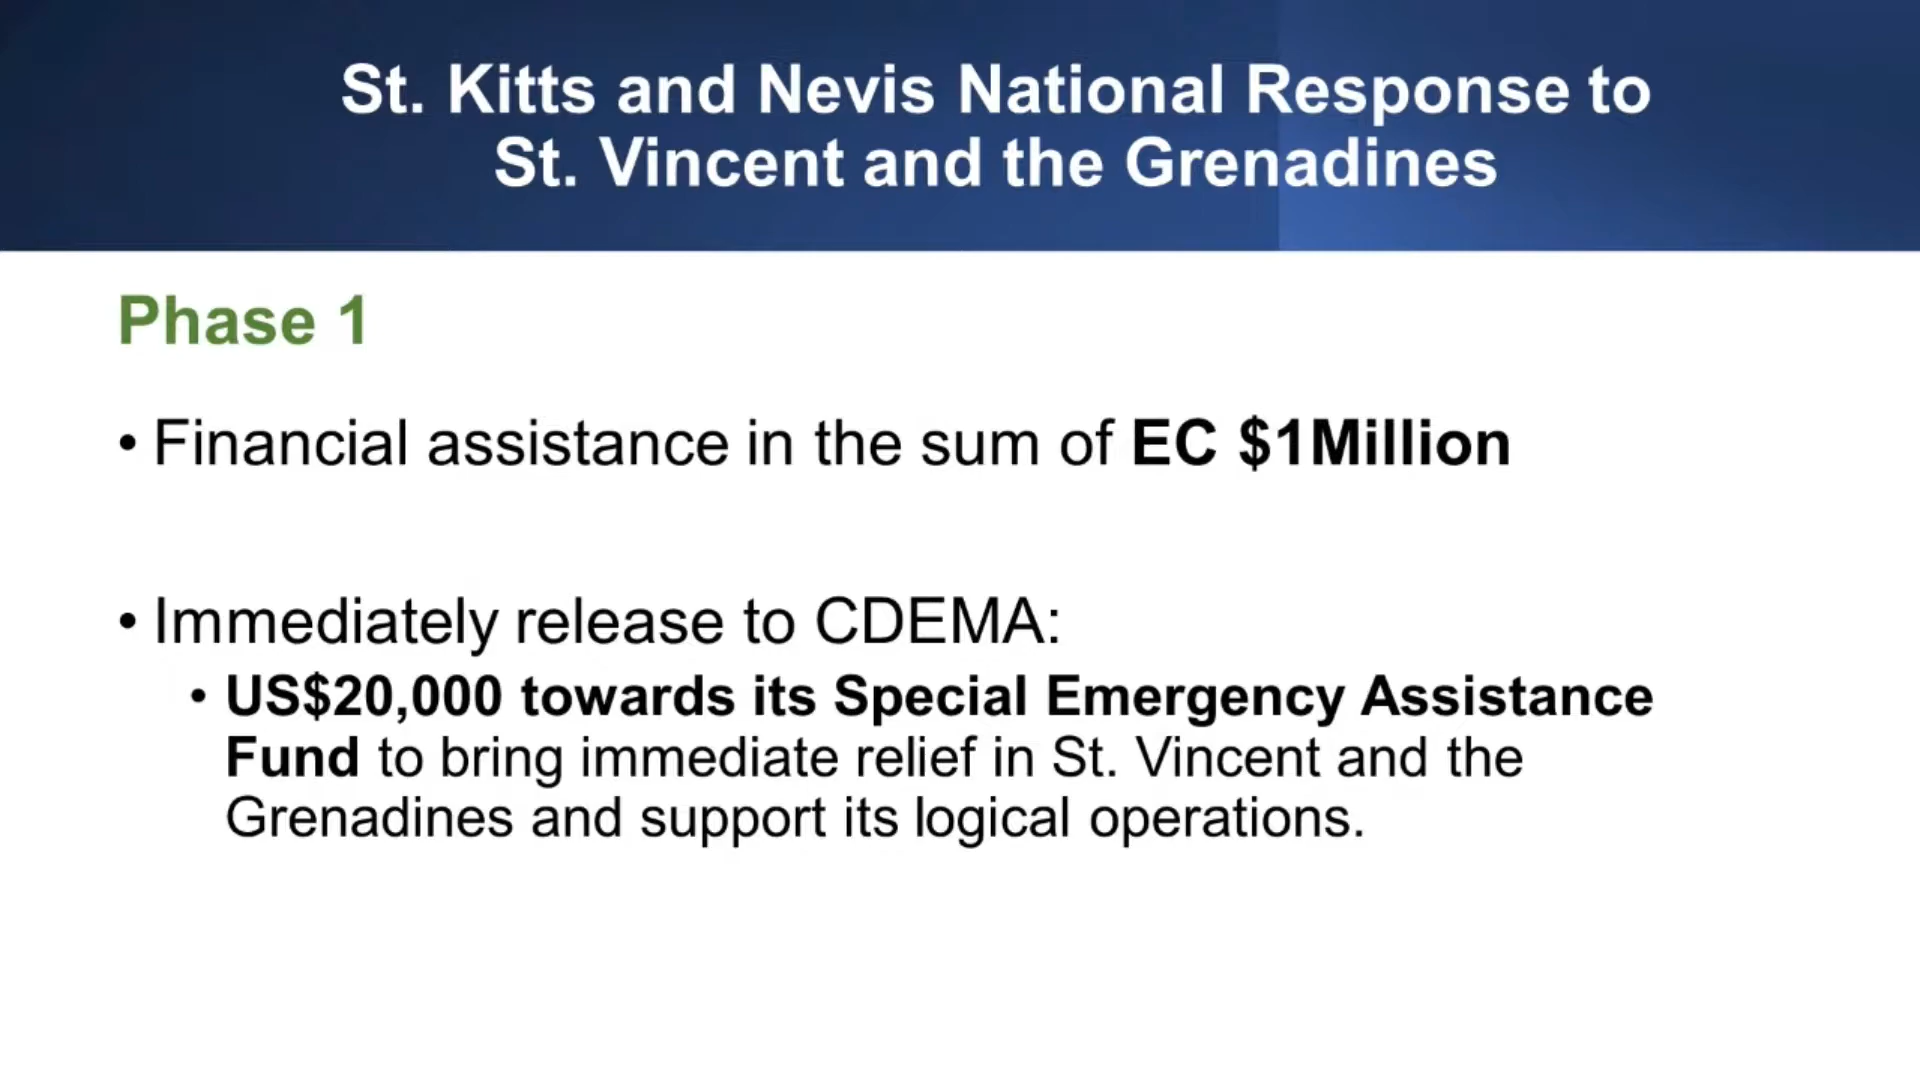 St. Kitts and Nevis National Response to
St. Vincent and the Grenadines
Phase 1
• Financial assistance in the sum of EC $1Million
• Immediately release to CDEMA:
• US$20,000 towards its Special Emergency Assistance
Fund to bring immediate relief in St. Vincent and the
Grenadines and support its logical operations.